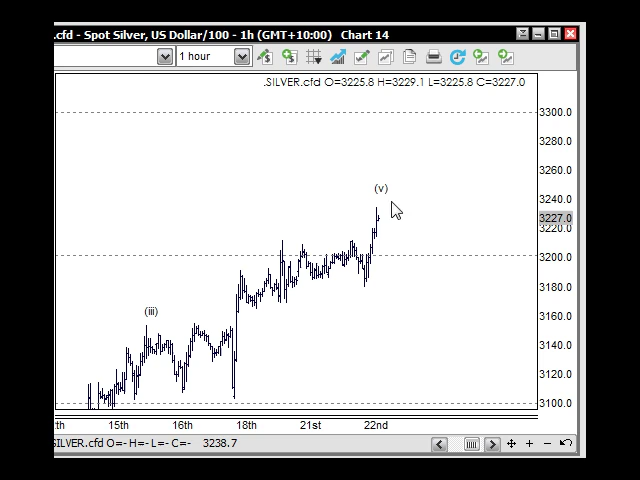 .cfd - Spot Silver, US Dollar/100 - 1h (GMT+10:00) Chart 14
1 hour
.SILVER.cfd O=3225.8 H=3229.1 L=3225.8 C=3227.0
3300.0
3280.0
3260.0
(v)
3240.0
3227.0
3220.0
3200.0
3180.0
(iii)
3160.0
3140.0
3120.0
3100.0
th 15th 16th 18th 21st 22nd
SILVER.cfd O=- H=- L=- C=- 3238.7